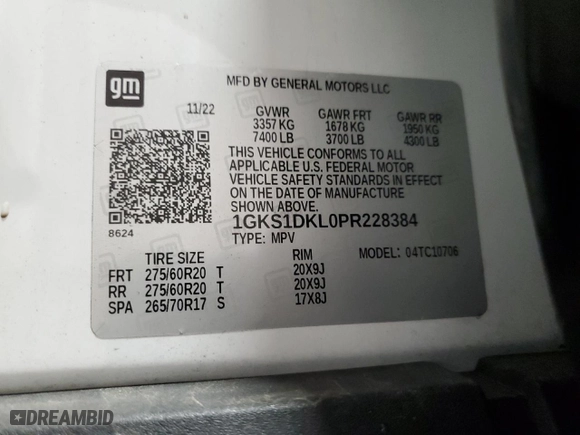 gm
MFD BY GENERAL MOTORS LLC
11/22 GVWR GAWR FRT GAWR RR
3357 KG 1678 KG 1950 KG
7400 LB 3700 LB 4300 LB
THIS VEHICLE CONFORMS TO ALL
APPLICABLE U.S. FEDERAL MOTOR
VEHICLE SAFETY STANDARDS IN EFFECT
ON THE DATE OF MANUFACTURE
SHOWN ABOVE.
8624
1GKS1DKL0PR228384
TYPE: MPV MODEL: 04TC10706
TIRE SIZE RIM
FRT 275/60R20 T 20X9J
RR 275/60R20 T 20X9J
SPA 265/70R17 S 17X8J
DREAMBID